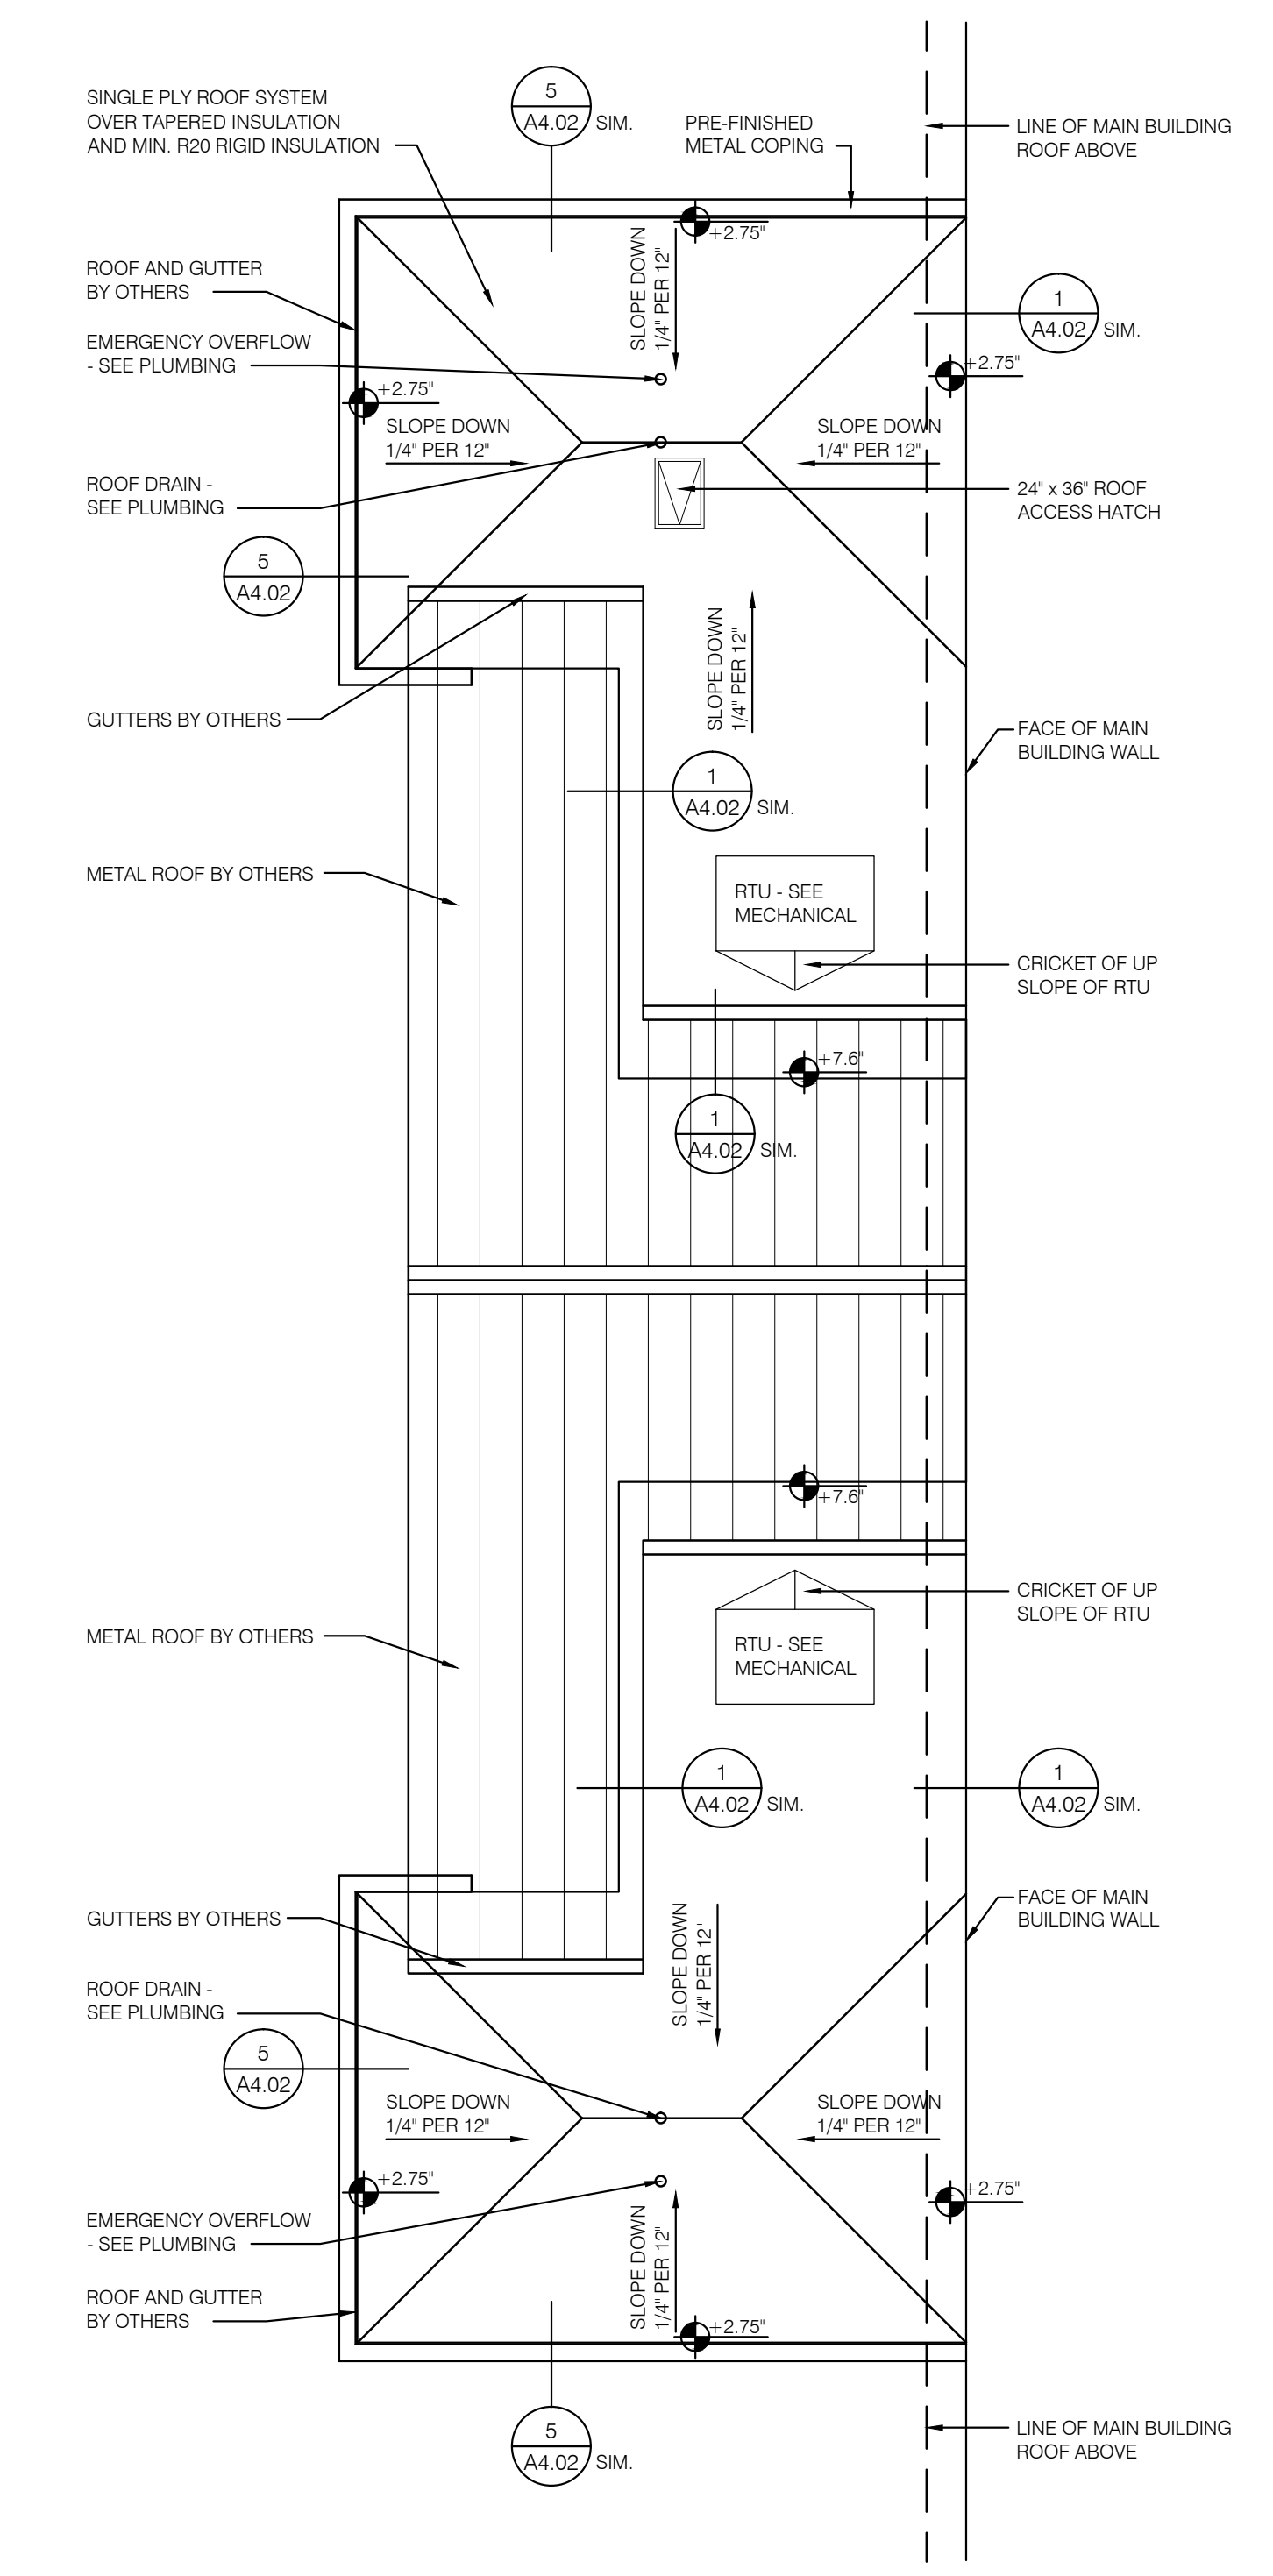 SINGLE PLY ROOF SYSTEM
OVER TAPERED INSULATION
AND MIN. R20 RIGID INSULATION
5
A4.02 SIM.
PRE-FINISHED
METAL COPING
LINE OF MAIN BUILDING
ROOF ABOVE
+2.75"
SLOPE DOWN
1/4" PER 12"
ROOF AND GUTTER
BY OTHERS
1
A4.02 SIM.
EMERGENCY OVERFLOW
- SEE PLUMBING
+2.75"
+2.75"
SLOPE DOWN
1/4" PER 12"
SLOPE DOWN
1/4" PER 12"
ROOF DRAIN -
SEE PLUMBING
24" x 36" ROOF
ACCESS HATCH
5
A4.02
SLOPE DOWN
1/4" PER 12"
GUTTERS BY OTHERS
FACE OF MAIN
BUILDING WALL
1
A4.02 SIM.
METAL ROOF BY OTHERS
RTU - SEE
MECHANICAL
CRICKET OF UP
SLOPE OF RTU
+7.6"
1
A4.02 SIM.
+7.6"
CRICKET OF UP
SLOPE OF RTU
METAL ROOF BY OTHERS
RTU - SEE
MECHANICAL
1
A4.02 SIM.
1
A4.02 SIM.
GUTTERS BY OTHERS
SLOPE DOWN
1/4" PER 12"
FACE OF MAIN
BUILDING WALL
ROOF DRAIN -
SEE PLUMBING
5
A4.02
SLOPE DOWN
1/4" PER 12"
SLOPE DOWN
1/4" PER 12"
+2.75"
+2.75"
EMERGENCY OVERFLOW
- SEE PLUMBING
SLOPE DOWN
1/4" PER 12"
ROOF AND GUTTER
BY OTHERS
+2.75"
5
A4.02 SIM.
LINE OF MAIN BUILDING
ROOF ABOVE